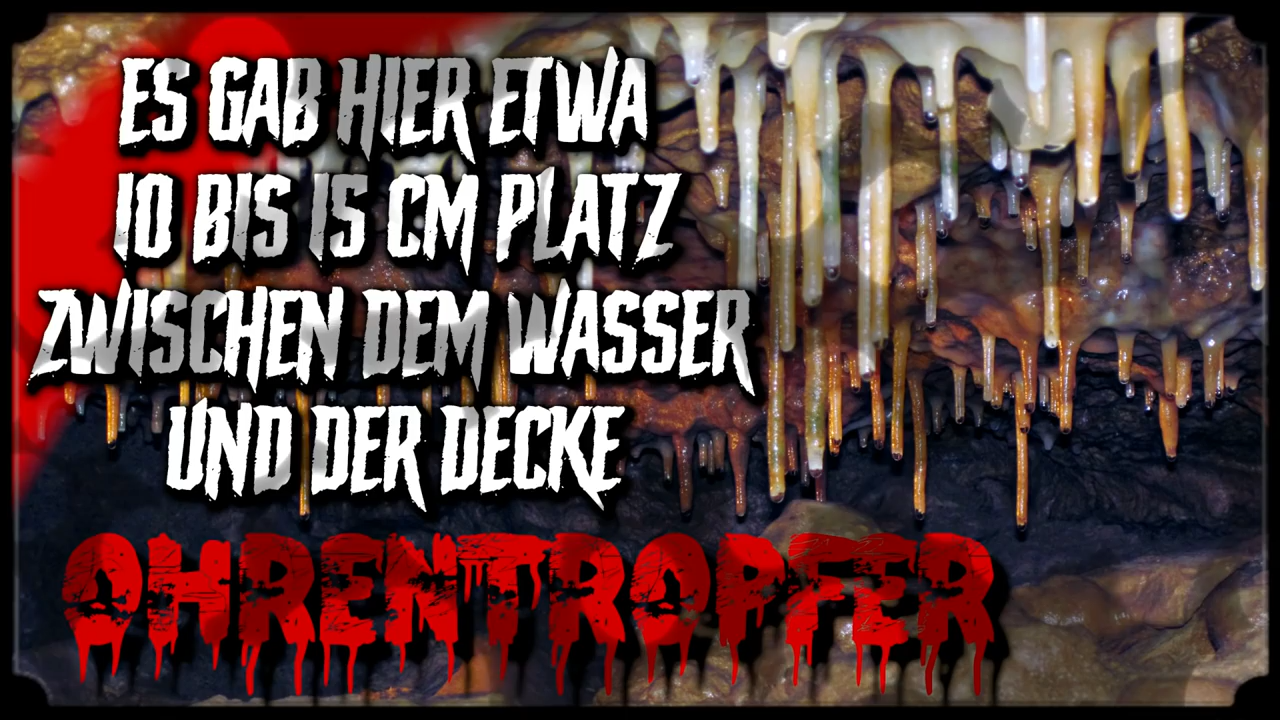 ES GAB HIER ETWA
10 BIS 15 CM PLATZ
ZWISCHEN DEM WASSER
UND DER DECKE
OHRENTROPFER